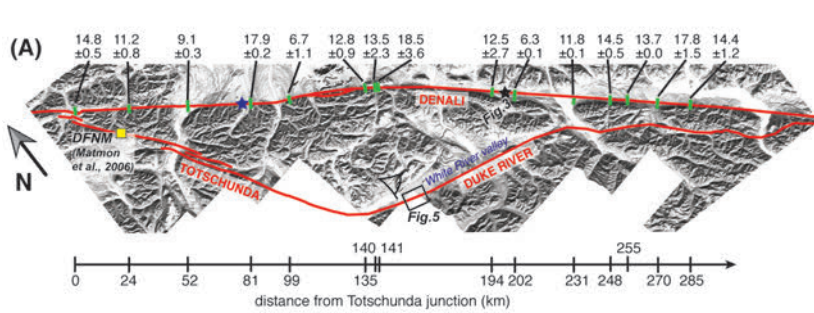 (A)
14.8 11.2 9.1 17.9 6.7 12.8 13.5 18.5 12.5 6.3 11.8 14.5 13.7 17.8 14.4
±0.5 ±0.8 ±0.3 ±0.2 ±1.1 ±0.9 ±2.3 ±3.6 ±2.7 ±0.1 ±0.1 ±0.5 ±0.0 ±1.5 ±1.2
DENALI
DFNM
(Matmon
et al., 2006)
TOTSCHUNDA
White River valley
DUKE RIVER
N
Fig.5
140 141 255
0 24 52 81 99 135 194 202 231 248 270 285
distance from Totschunda junction (km)